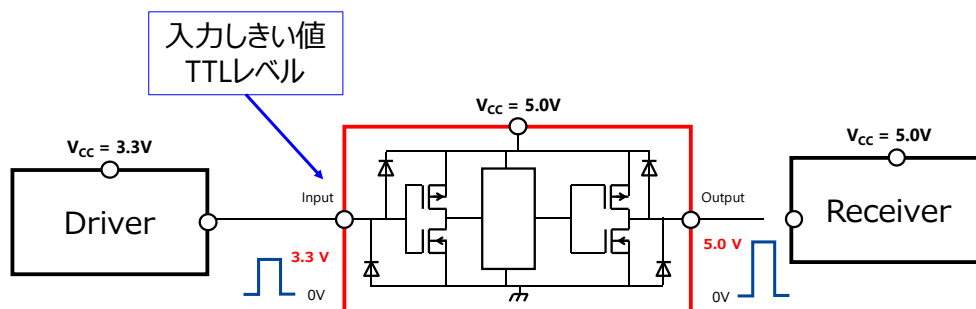 入力しきい値
TTLレベル
VCC = 5.0V
VCC = 3.3V
VCC = 5.0V
Driver
Input
Output
Receiver
3.3 V
0V
5.0 V
0V